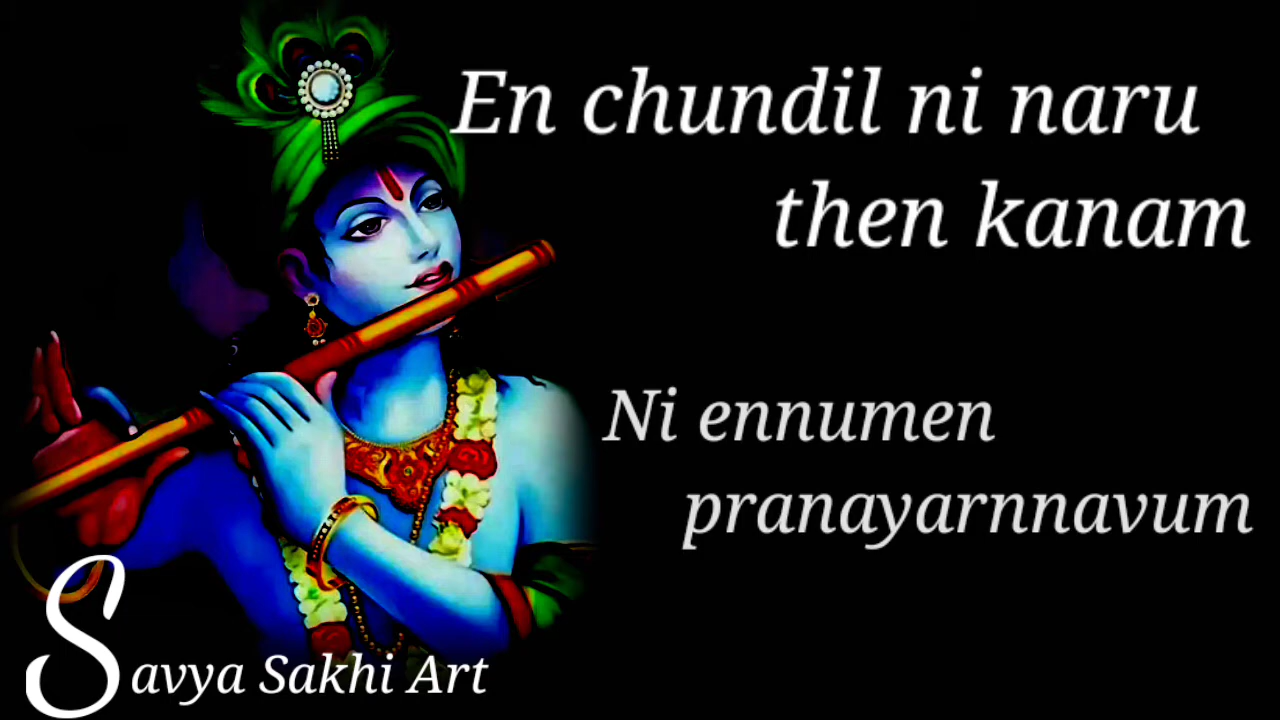 En chundil ni naru
then kanam
Ni ennumen
pranayarnnavum
Savya Sakhi Art